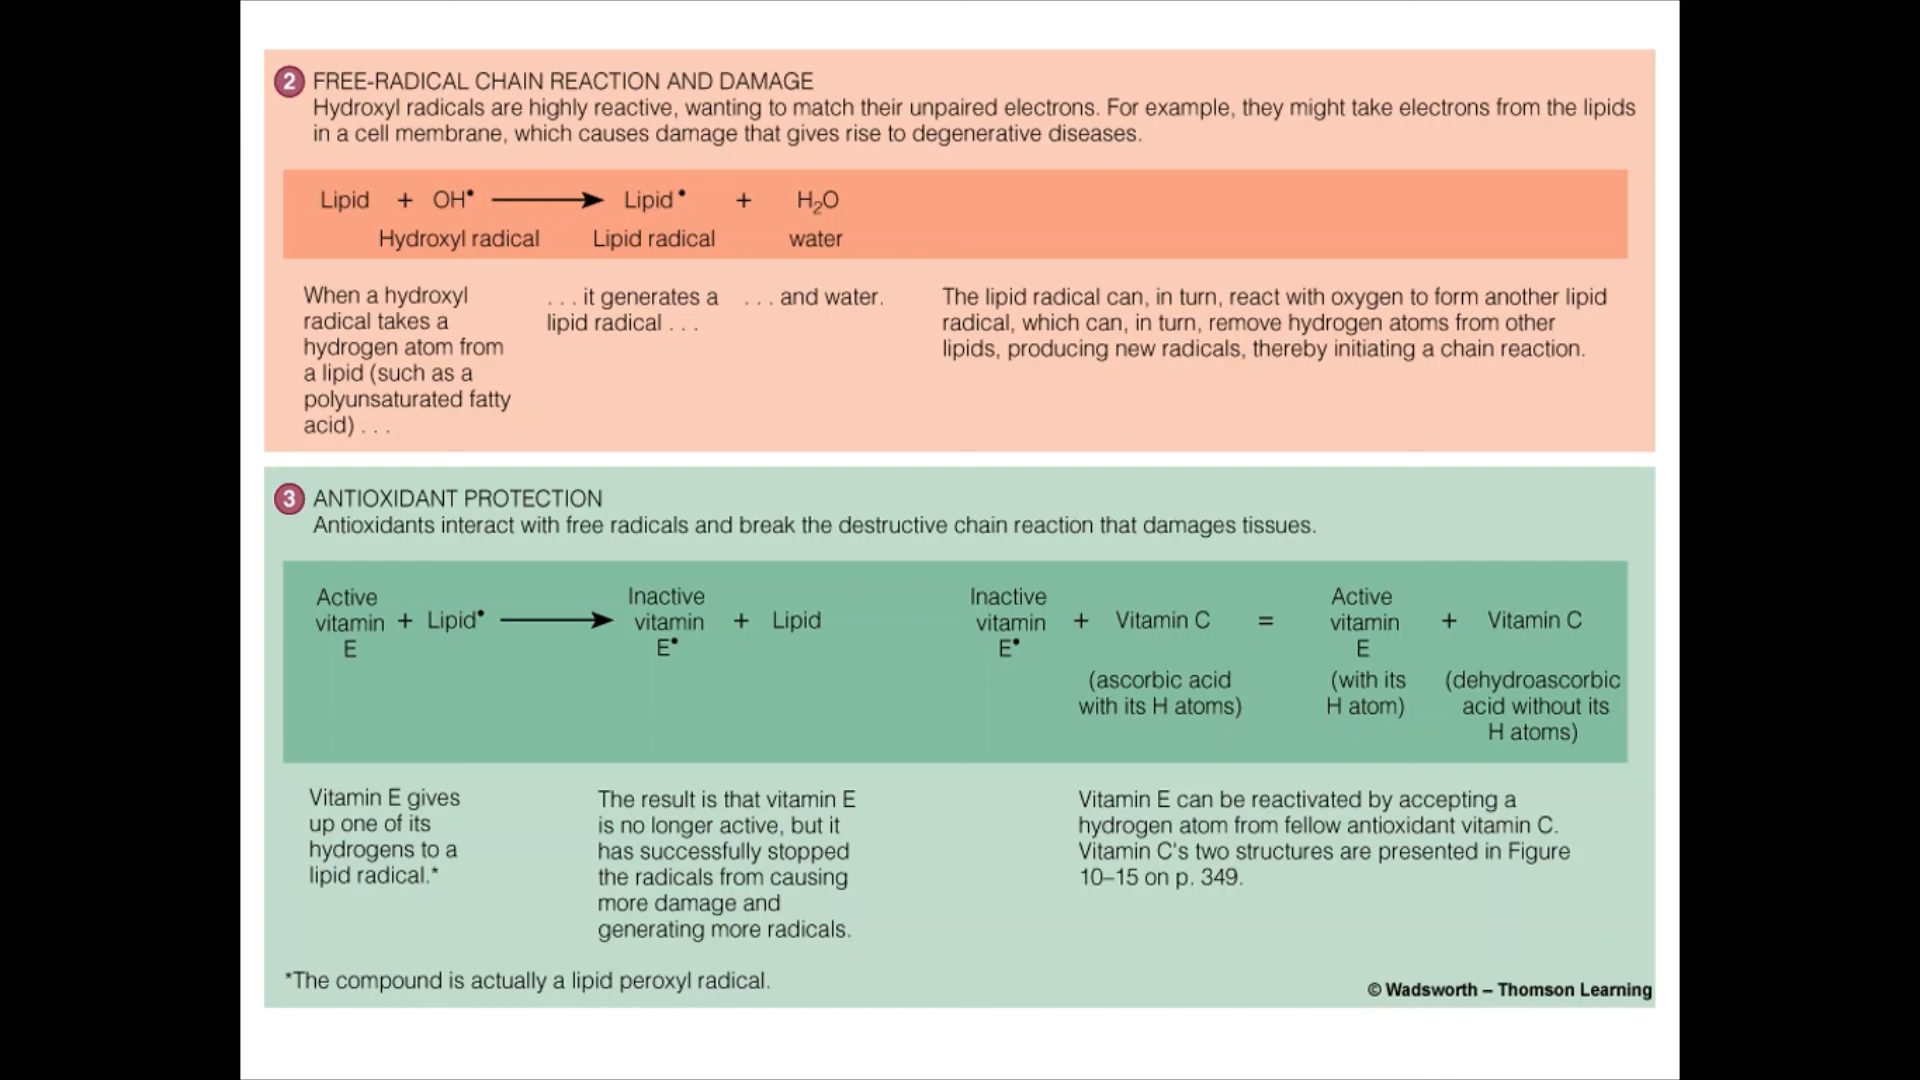 2 FREE-RADICAL CHAIN REACTION AND DAMAGE
Hydroxyl radicals are highly reactive, wanting to match their unpaired electrons. For example, they might take electrons from the lipids
in a cell membrane, which causes damage that gives rise to degenerative diseases.
Lipid + OH• ⟶ Lipid• + H₂O
Hydroxyl radical Lipid radical water
When a hydroxyl
radical takes a
hydrogen atom from
a lipid (such as a
polyunsaturated fatty
acid) . . .
. . . it generates a
lipid radical . . .
. . . and water.
The lipid radical can, in turn, react with oxygen to form another lipid
radical, which can, in turn, remove hydrogen atoms from other
lipids, producing new radicals, thereby initiating a chain reaction.
3 ANTIOXIDANT PROTECTION
Antioxidants interact with free radicals and break the destructive chain reaction that damages tissues.
Active
vitamin
E
+ Lipid• ⟶
Inactive
vitamin
E•
+ Lipid
Inactive
vitamin
E•
+ Vitamin C
(ascorbic acid
with its H atoms)
=
Active
vitamin
E
(with its
H atom)
+ Vitamin C
(dehydroascorbic
acid without its
H atoms)
Vitamin E gives
up one of its
hydrogens to a
lipid radical.*
The result is that vitamin E
is no longer active, but it
has successfully stopped
the radicals from causing
more damage and
generating more radicals.
Vitamin E can be reactivated by accepting a
hydrogen atom from fellow antioxidant vitamin C.
Vitamin C's two structures are presented in Figure
10–15 on p. 349.
*The compound is actually a lipid peroxyl radical.
© Wadsworth – Thomson Learning